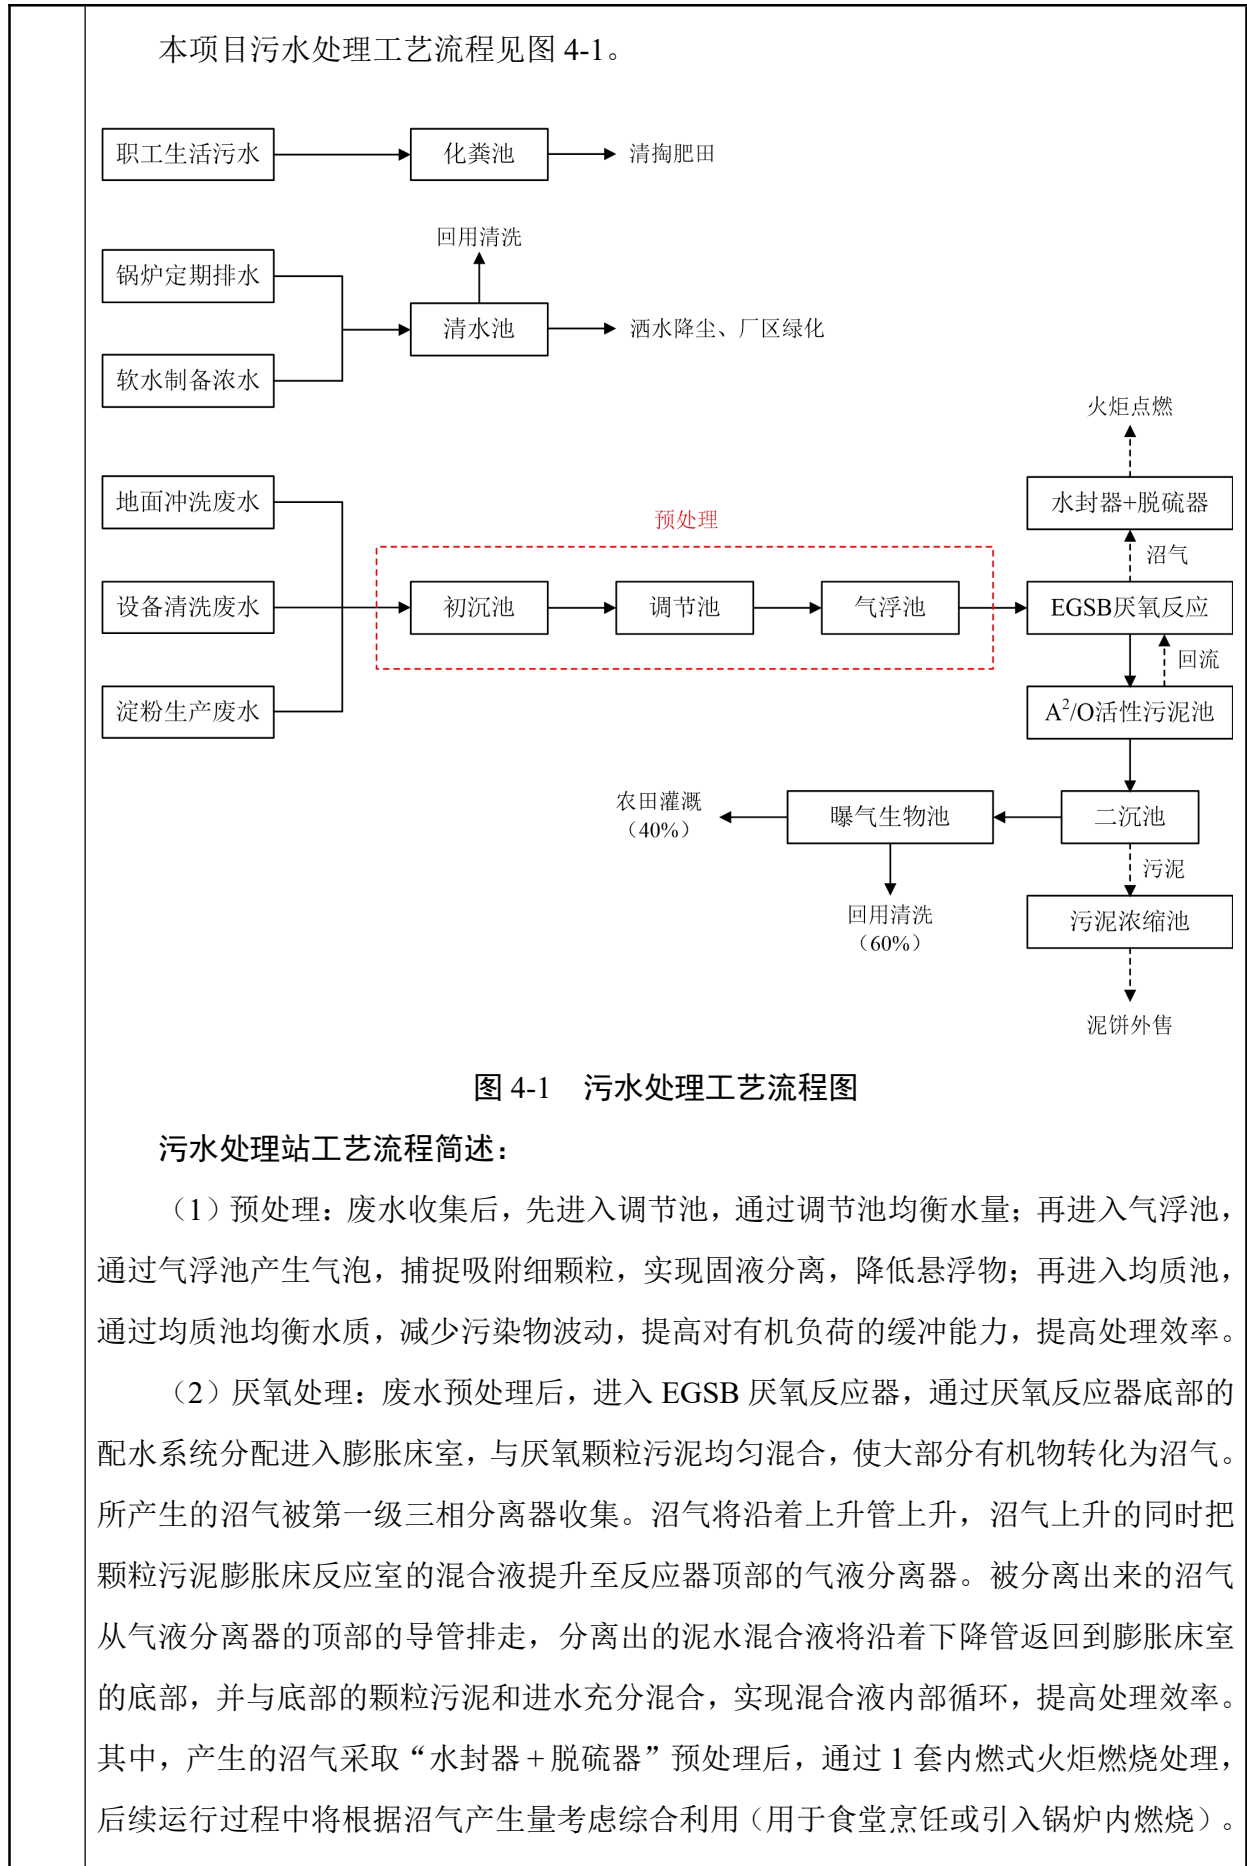 本项目污水处理工艺流程见图 4-1。
职工生活污水
化粪池
清掏肥田
回用清洗
锅炉定期排水
清水池
洒水降尘、厂区绿化
软水制备浓水
火炬点燃
地面冲洗废水
水封器+脱硫器
预处理
沼气
设备清洗废水
初沉池
调节池
气浮池
EGSB厌氧反应
回流
淀粉生产废水
A²/O活性污泥池
农田灌溉
（40%）
曝气生物池
二沉池
污泥
回用清洗
（60%）
污泥浓缩池
泥饼外售
图 4-1 污水处理工艺流程图
污水处理站工艺流程简述：
（1）预处理：废水收集后，先进入调节池，通过调节池均衡水量；再进入气浮池，
通过气浮池产生气泡，捕捉吸附细颗粒，实现固液分离，降低悬浮物；再进入均质池，
通过均质池均衡水质，减少污染物波动，提高对有机负荷的缓冲能力，提高处理效率。
（2）厌氧处理：废水预处理后，进入 EGSB 厌氧反应器，通过厌氧反应器底部的
配水系统分配进入膨胀床室，与厌氧颗粒污泥均匀混合，使大部分有机物转化为沼气。
所产生的沼气被第一级三相分离器收集。沼气将沿着上升管上升，沼气上升的同时把
颗粒污泥膨胀床反应室的混合液提升至反应器顶部的气液分离器。被分离出来的沼气
从气液分离器的顶部的导管排走，分离出的泥水混合液将沿着下降管返回到膨胀床室
的底部，并与底部的颗粒污泥和进水充分混合，实现混合液内部循环，提高处理效率。
其中，产生的沼气采取“水封器+脱硫器”预处理后，通过 1 套内燃式火炬燃烧处理，
后续运行过程中将根据沼气产生量考虑综合利用（用于食堂烹饪或引入锅炉内燃烧）。